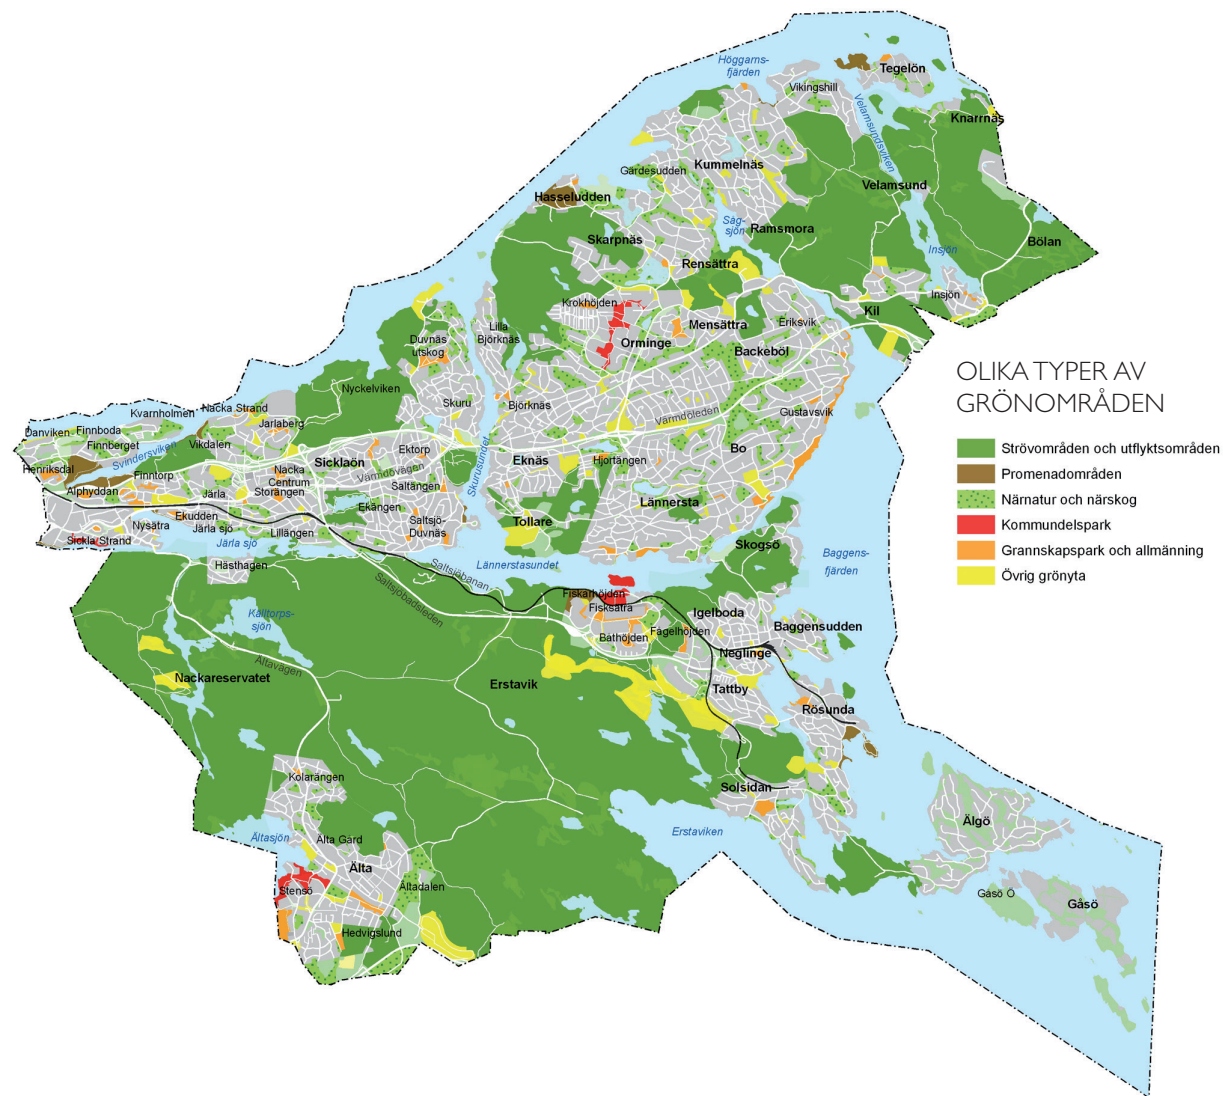 Höggarns-
fjärden
Tegelön
Vikingshill
Velamsundsviken
Knarrnäs
Kummelnäs
Gärdesudden
Velamsund
Hasseludden
Såg-
sjön
Ramsmora
Skarpnäs
Bölan
Insjön
Rensättra
Insjön
Krokhöjden
Kil
Mensättra
Eriksvik
Lilla
Björknäs
Duvnäs
utskog
Orminge
Backeböl
OLIKA TYPER AV
GRÖNOMRÅDEN
Nyckelviken
Skuru
Björknäs
Värmdöleden
Gustavsvik
Kvarnholmen
Nacka Strand
Jarlaberg
Danviken
Finnboda
Finnberget
Vikdalen
Svindersviken
Ektorp
Bo
Strövområden och utflyktsområden
Henriksdal
Sicklaön
Värmdövägen
Skurusundet
Eknäs
Hjortängen
Promenadområden
Finntorp
Nacka
Centrum
Alphyddan
Järla
Storängen
Saltängen
Närnatur och närskog
Ekängen
Lännersta
Ekudden
Nysätra
Järla sjö
Lillängen
Saltsjö-
Duvnäs
Tollare
Kommundelspark
Sickla Strand
Järla sjö
Skogsö
Grannskapspark och allmänning
Baggens-
fjärden
Hästhagen
Saltsjöbanan
Lännerstasundet
Övrig grönyta
Saltsjöbadsleden
Fiskarhöjden
Fisksätra
Igelboda
Källtorps-
sjön
Fågelhöjden
Båthöjden
Baggensudden
Neglinge
Ältavägen
Nackareservatet
Erstavik
Tattby
Rösunda
Kolarängen
Solsidan
Älgö
Ältasjön
Erstaviken
Älta Gård
Älta
Stensö
Ältadalen
Gåsö Ö
Gåsö
Hedvigslund